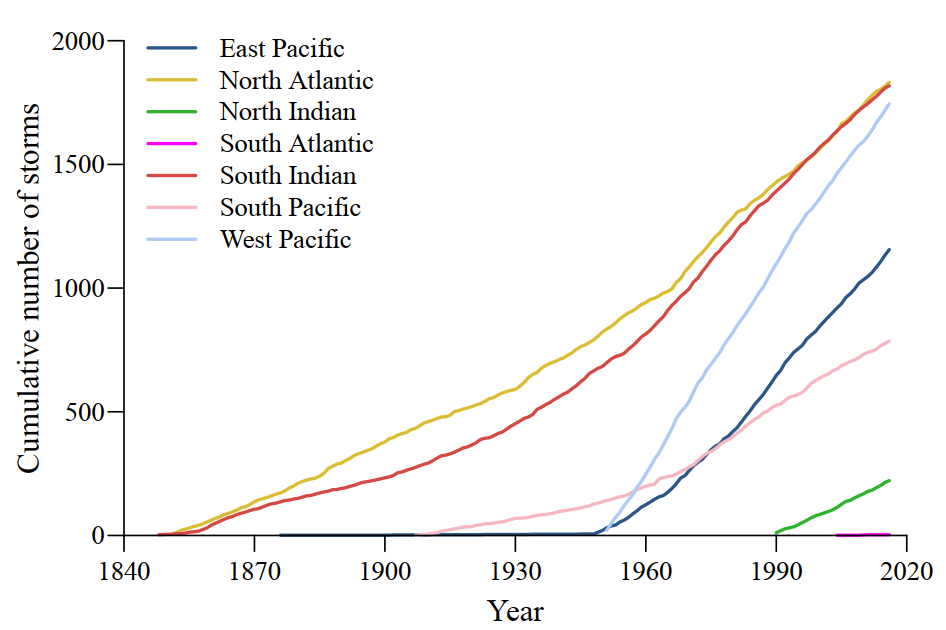 2000
1500
1000
500
0
Cumulative number of storms
East Pacific
North Atlantic
North Indian
South Atlantic
South Indian
South Pacific
West Pacific
1840 1870 1900 1930 1960 1990 2020
Year